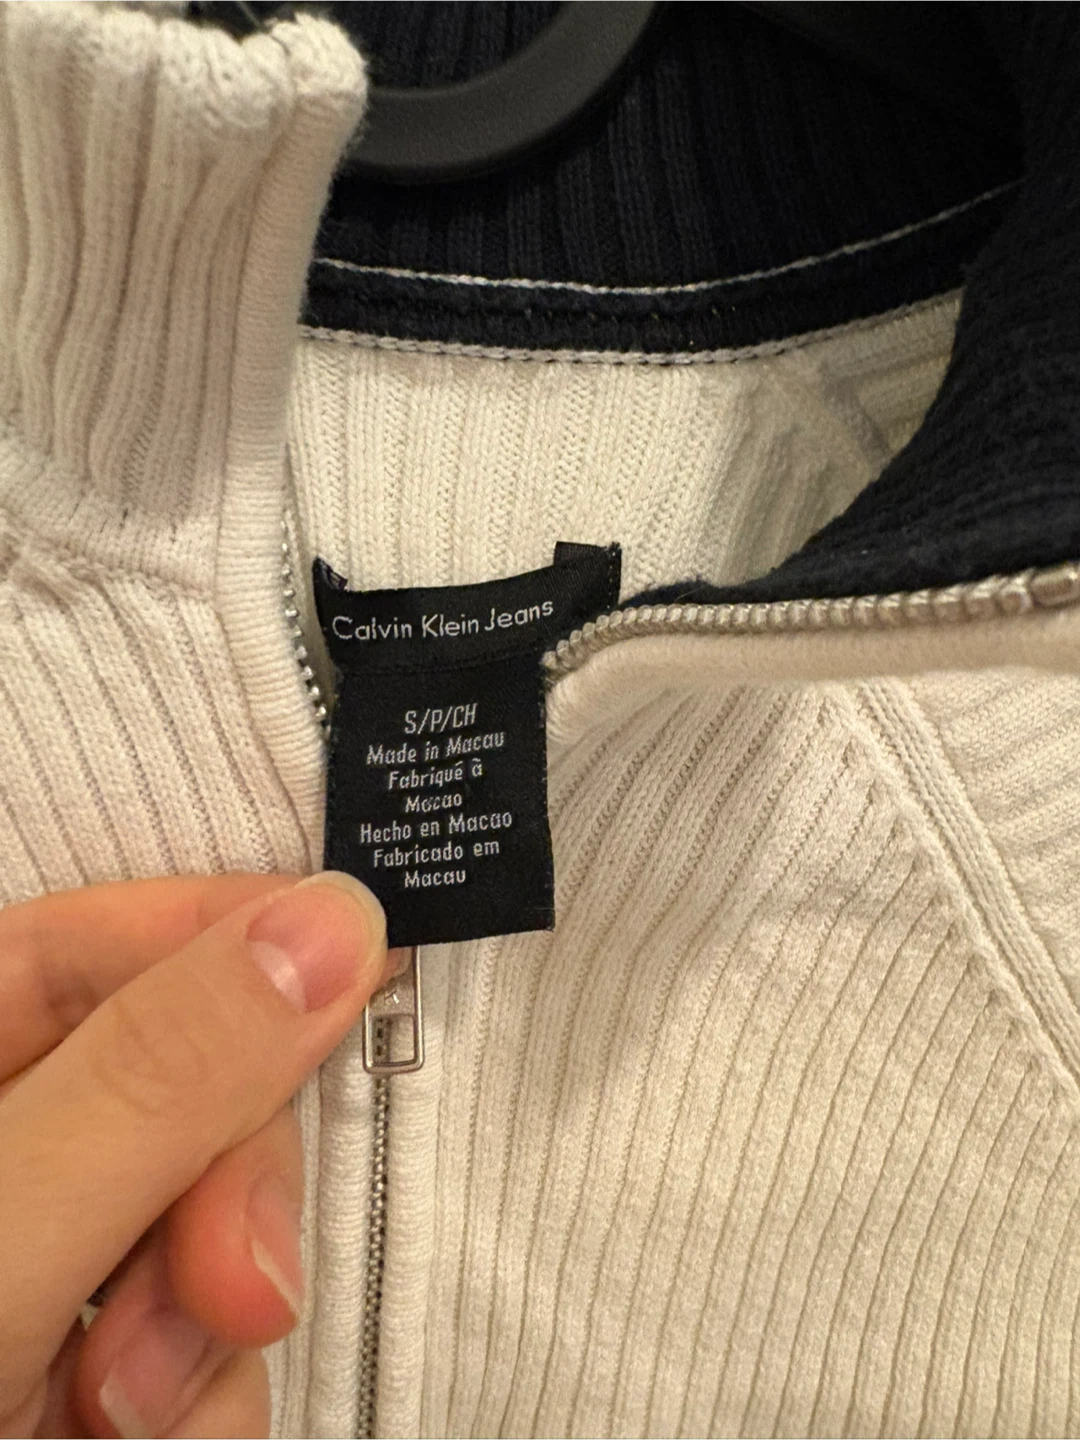 Calvin Klein Jeans
S/P/CH
Made in Macau
Fabriqué à
Macao
Hecho en Macao
Fabricado em
Macau